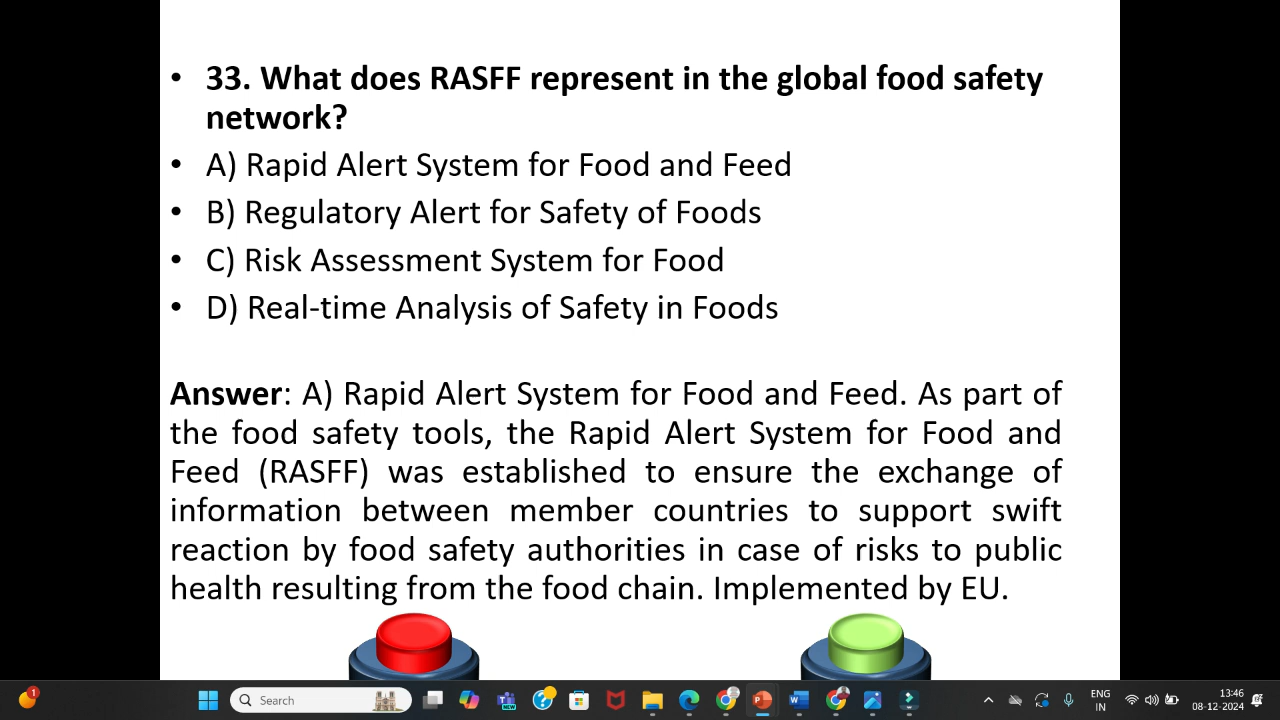 • 33. What does RASFF represent in the global food safety
network?
• A) Rapid Alert System for Food and Feed
• B) Regulatory Alert for Safety of Foods
• C) Risk Assessment System for Food
• D) Real-time Analysis of Safety in Foods
Answer: A) Rapid Alert System for Food and Feed. As part of
the food safety tools, the Rapid Alert System for Food and
Feed (RASFF) was established to ensure the exchange of
information between member countries to support swift
reaction by food safety authorities in case of risks to public
health resulting from the food chain. Implemented by EU.
1
Search
NEW
ENG
IN
13:46
08-12-2024